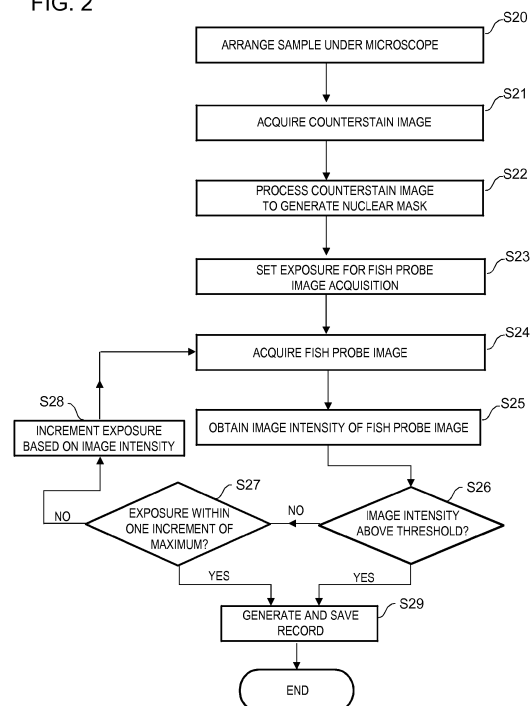 FIG. 2
S20
ARRANGE SAMPLE UNDER MICROSCOPE
S21
ACQUIRE COUNTERSTAIN IMAGE
S22
PROCESS COUNTERSTAIN IMAGE
TO GENERATE NUCLEAR MASK
S23
SET EXPOSURE FOR FISH PROBE
IMAGE ACQUISITION
S24
ACQUIRE FISH PROBE IMAGE
S28
INCREMENT EXPOSURE
BASED ON IMAGE INTENSITY
S25
OBTAIN IMAGE INTENSITY OF FISH PROBE IMAGE
S27
EXPOSURE WITHIN
ONE INCREMENT OF
MAXIMUM?
NO
NO
S26
IMAGE INTENSITY
ABOVE THRESHOLD?
YES
YES
S29
GENERATE AND SAVE
RECORD
END